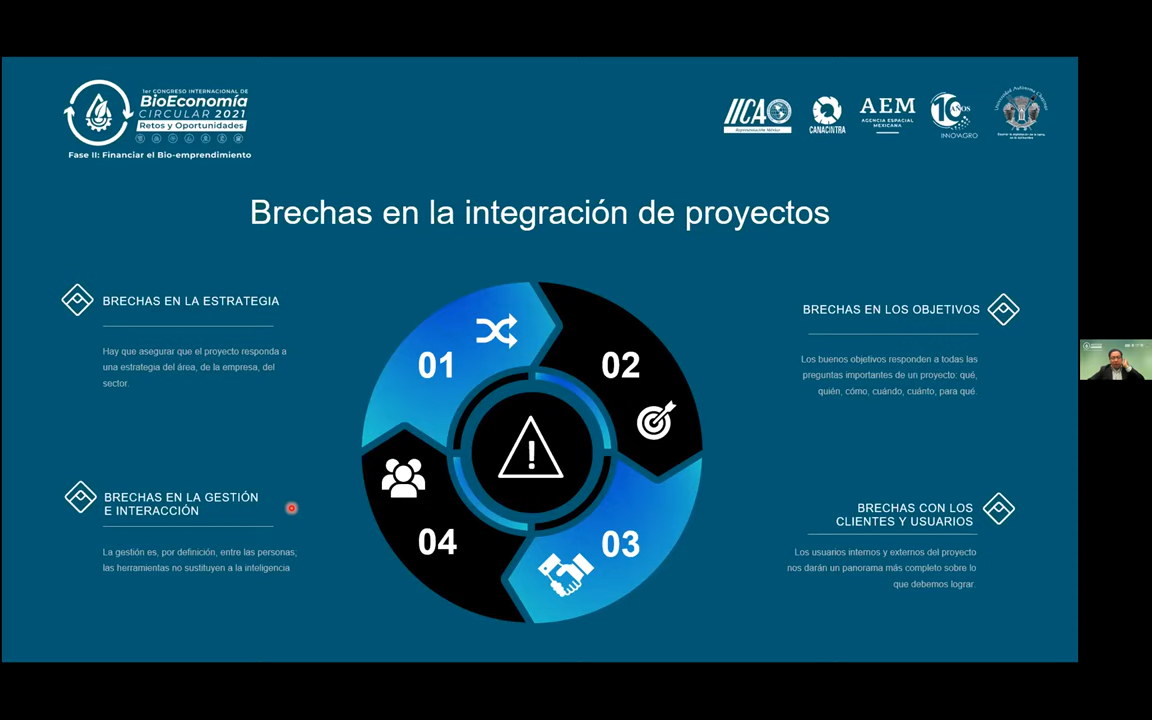 1er CONGRESO INTERNACIONAL DE
BioEconomía
CIRCULAR 2021
Retos y Oportunidades
Fase II: Financiar el Bio-emprendimiento
IICA
Representación México
CANACINTRA
AEM
AGENCIA ESPACIAL
MEXICANA
10 AÑOS
INNOVAGRO
Brechas en la integración de proyectos
BRECHAS EN LA ESTRATEGIA
Hay que asegurar que el proyecto responda a
una estrategia del área, de la empresa, del
sector.
BRECHAS EN LOS OBJETIVOS
Los buenos objetivos responden a todas las
preguntas importantes de un proyecto: qué,
quién, cómo, cuándo, cuánto, para qué.
01
02
03
04
BRECHAS EN LA GESTIÓN
E INTERACCIÓN
La gestión es, por definición, entre las personas;
las herramientas no sustituyen a la inteligencia
BRECHAS CON LOS
CLIENTES Y USUARIOS
Los usuarios internos y externos del proyecto
nos darán un panorama más completo sobre lo
que debemos lograr.